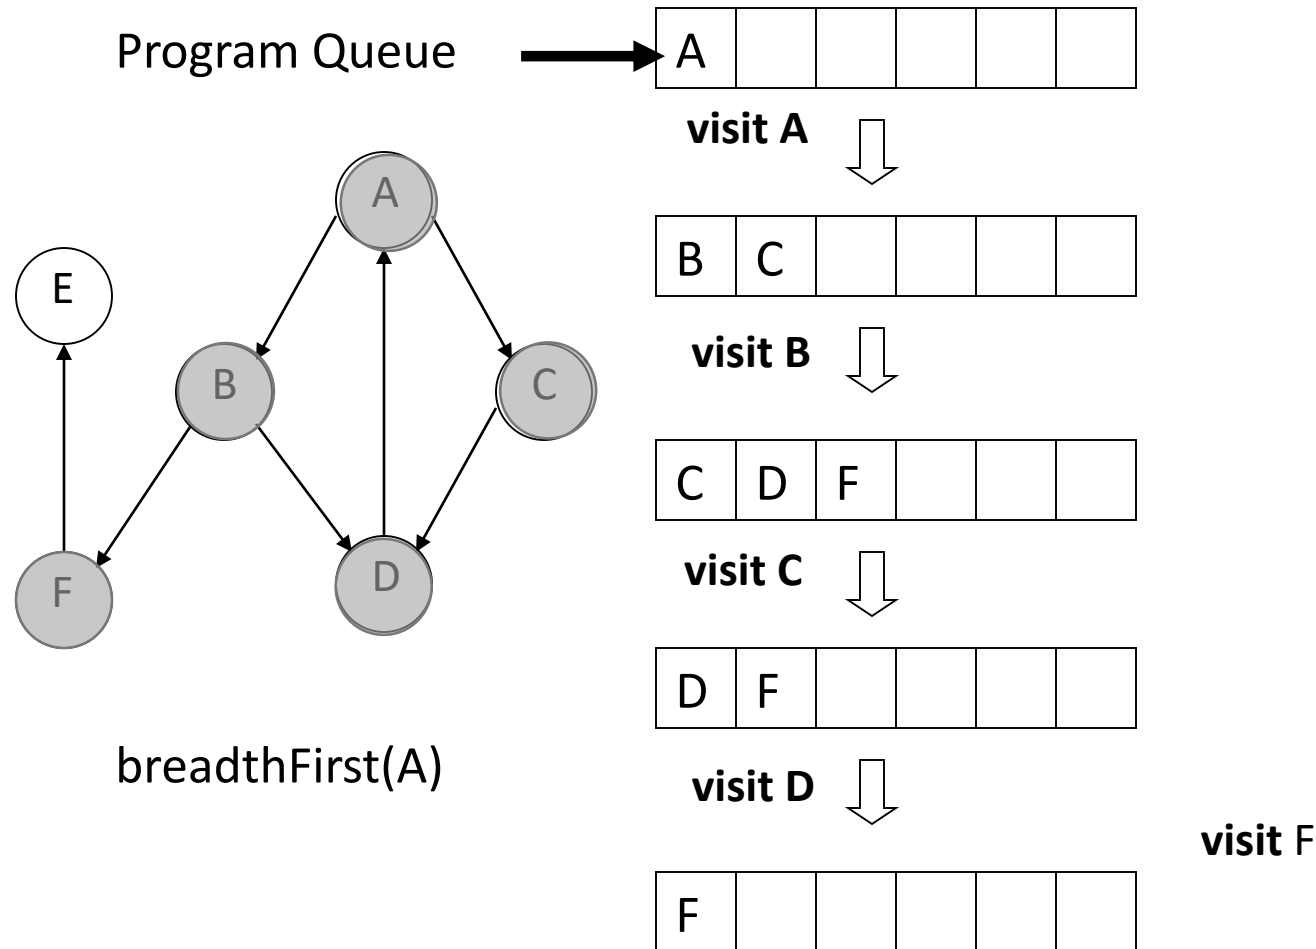 Program Queue
A
visit A
A
B C
E
visit B
B
C
C D F
visit C
F
D
D F
breadthFirst(A)
visit D
visit F
F